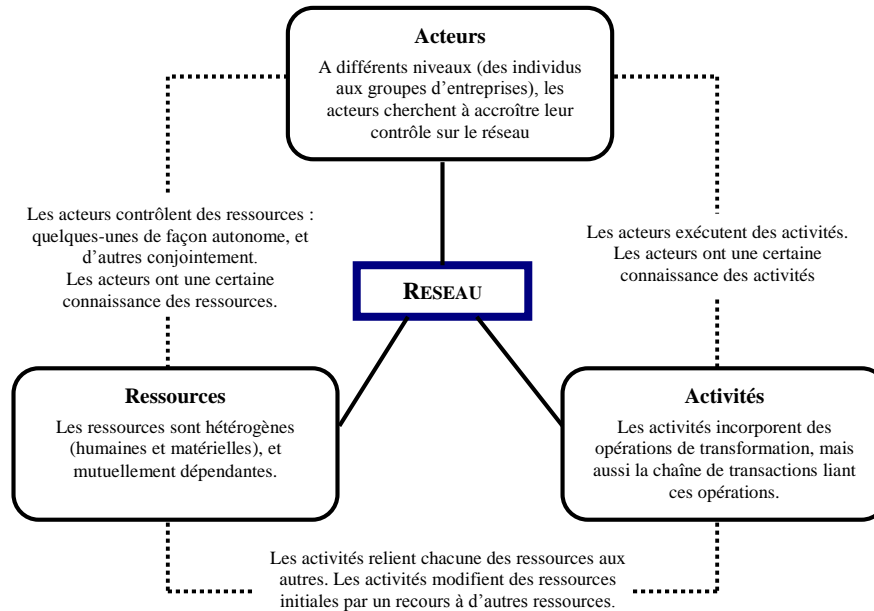 Acteurs
A différents niveaux (des individus
aux groupes d'entreprises), les
acteurs cherchent à accroître leur
contrôle sur le réseau
Les acteurs contrôlent des ressources :
quelques-unes de façon autonome, et
d'autres conjointement.
Les acteurs ont une certaine
connaissance des ressources.
Les acteurs exécutent des activités.
Les acteurs ont une certaine
connaissance des activités
RESEAU
Ressources
Les ressources sont hétérogènes
(humaines et matérielles), et
mutuellement dépendantes.
Activités
Les activités incorporent des
opérations de transformation, mais
aussi la chaîne de transactions liant
ces opérations.
Les activités relient chacune des ressources aux
autres. Les activités modifient des ressources
initiales par un recours à d'autres ressources.